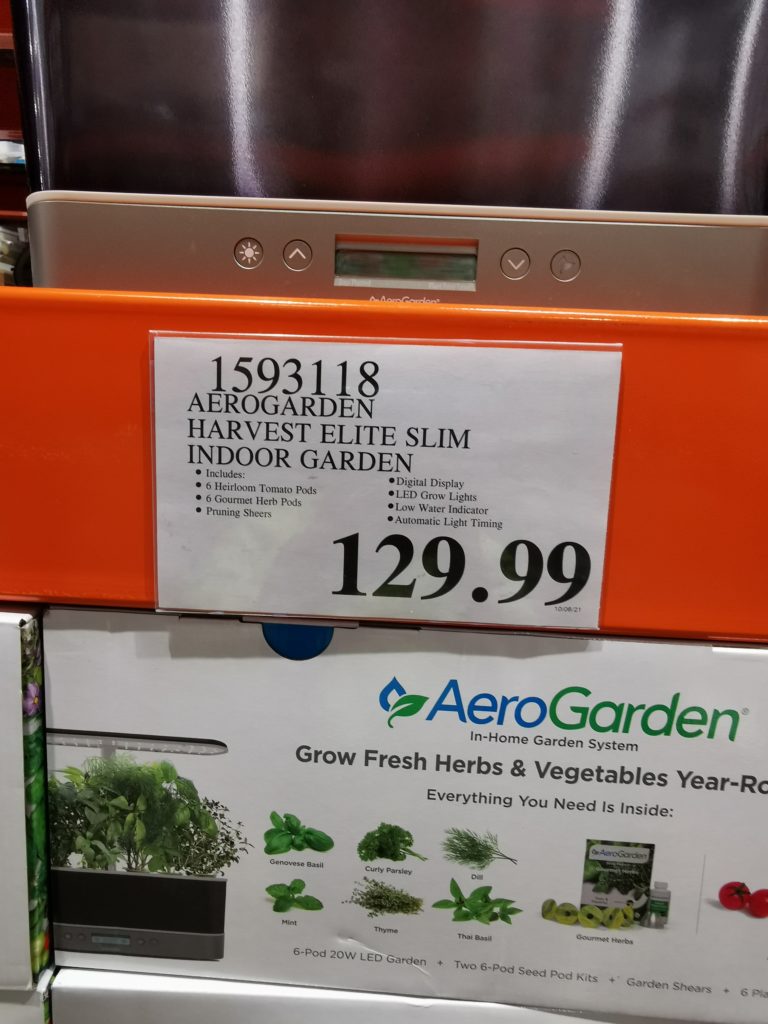 AeroGarden
1593118
AEROGARDEN
HARVEST ELITE SLIM
INDOOR GARDEN
• Includes:
• 6 Heirloom Tomato Pods
• 6 Gourmet Herb Pods
• Pruning Sheers
• Digital Display
• LED Grow Lights
• Low Water Indicator
• Automatic Light Timing
129.99
10/08/21
AeroGarden®
In-Home Garden System
Grow Fresh Herbs & Vegetables Year-Ro
Everything You Need Is Inside:
Genovese Basil
Curly Parsley
Dill
AeroGarden
Mint
Thyme
Thai Basil
Gourmet Herbs
6-Pod 20W LED Garden + Two 6-Pod Seed Pod Kits + Garden Shears + 6 Pla